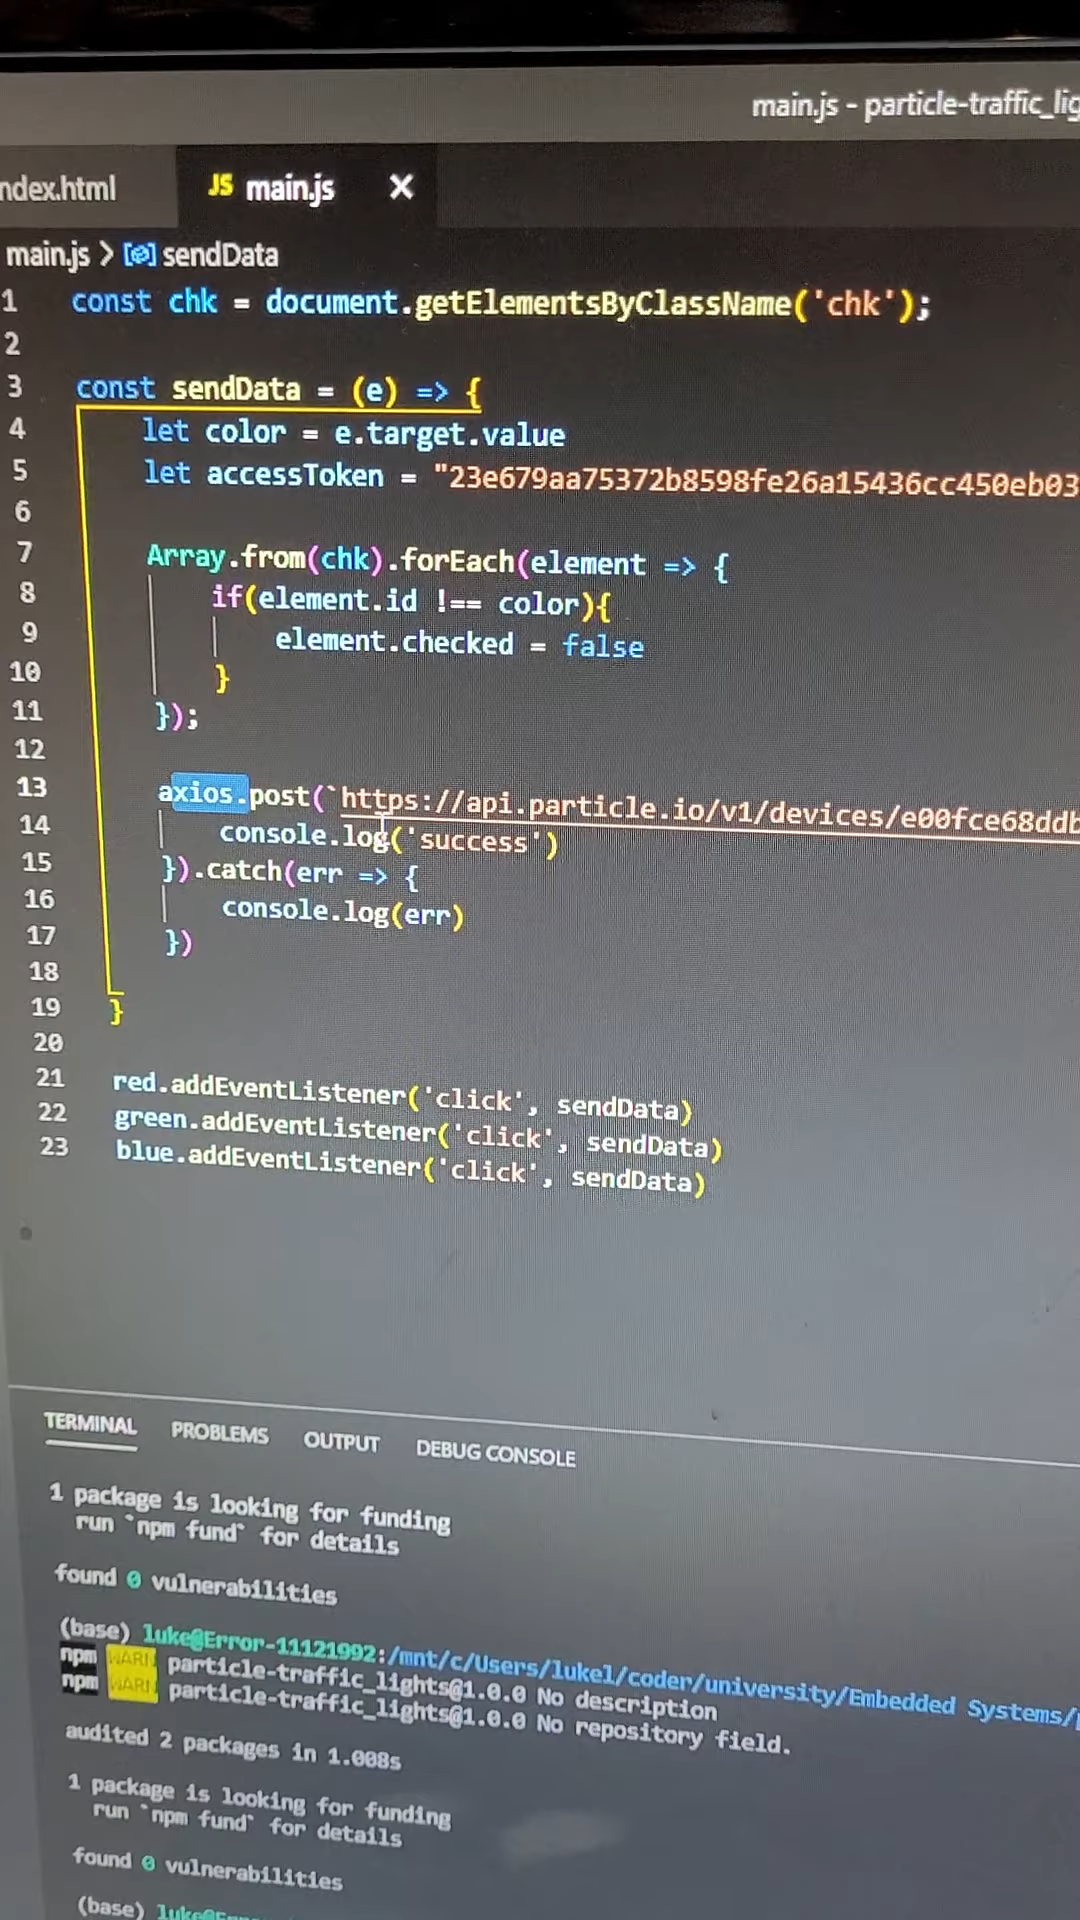 main.js - particle-traffic_lig
ndex.html JS main.js ×
main.js > sendData
1 const chk = document.getElementsByClassName('chk');
2
3 const sendData = (e) => {
4 let color = e.target.value
5 let accessToken = "23e679aa75372b8598fe26a15436cc450eb03
6
7 Array.from(chk).forEach(element => {
8 if(element.id !== color){
9 element.checked = false
10 }
11 });
12
13 axios.post(`https://api.particle.io/v1/devices/e00fce68ddb
14 console.log('success')
15 }).catch(err => {
16 console.log(err)
17 })
18
19 }
20
21 red.addEventListener('click', sendData)
22 green.addEventListener('click', sendData)
23 blue.addEventListener('click', sendData)
TERMINAL PROBLEMS OUTPUT DEBUG CONSOLE
1 package is looking for funding
run `npm fund` for details
found 0 vulnerabilities
(base) luke@Error-11121992:/mnt/c/Users/lukel/coder/university/Embedded Systems/p
npm WARN particle-traffic_lights@1.0.0 No description
npm WARN particle-traffic_lights@1.0.0 No repository field.
audited 2 packages in 1.008s
1 package is looking for funding
run `npm fund` for details
found 0 vulnerabilities
(base) luke@Err